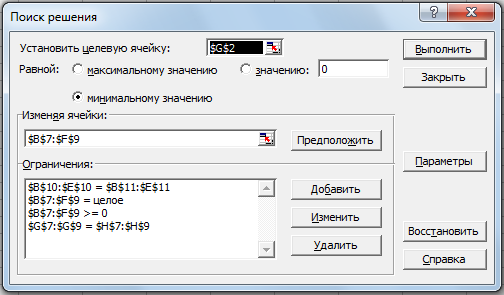 Поиск решения
Установить целевую ячейку: $G$2 Выполнить
Равной: максимальному значению значению: 0 Закрыть
минимальному значению
Изменяя ячейки:
$B$7:$F$9 Предположить
Ограничения: Параметры
$B$10:$E$10 = $B$11:$E$11 Добавить
$B$7:$F$9 = целое
$B$7:$F$9 >= 0 Изменить
$G$7:$G$9 = $H$7:$H$9 Восстановить
Удалить
Справка